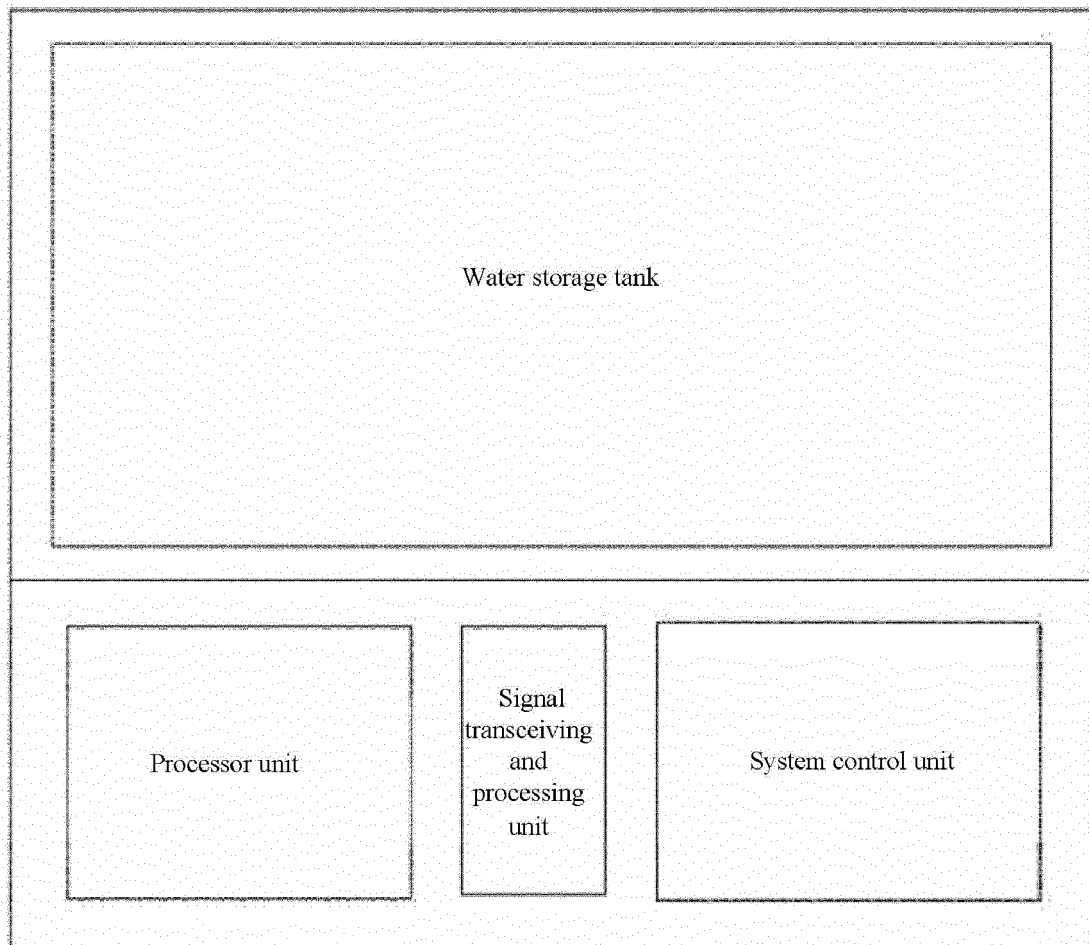 Water storage tank
Processor unit
Signal
transceiving
and
processing
unit
System control unit